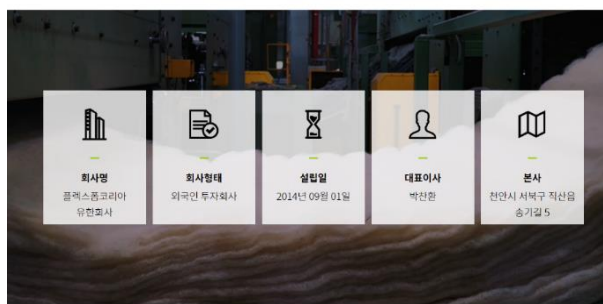 회사명
플렉스폼코리아
유한회사
회사형태
외국인 투자회사
설립일
2014년 09월 01일
대표이사
박찬환
본사
천안시 서북구 직산읍
송기길 5